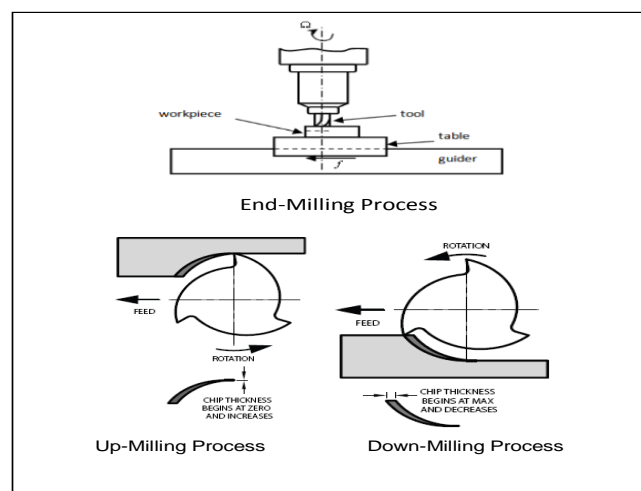 Ω
workpiece
tool
table
guider
f
End-Milling Process
FEED
ROTATION
CHIP THICKNESS
BEGINS AT ZERO
AND INCREASES
Up-Milling Process
ROTATION
FEED
CHIP THICKNESS
BEGINS AT MAX
AND DECREASES
Down-Milling Process